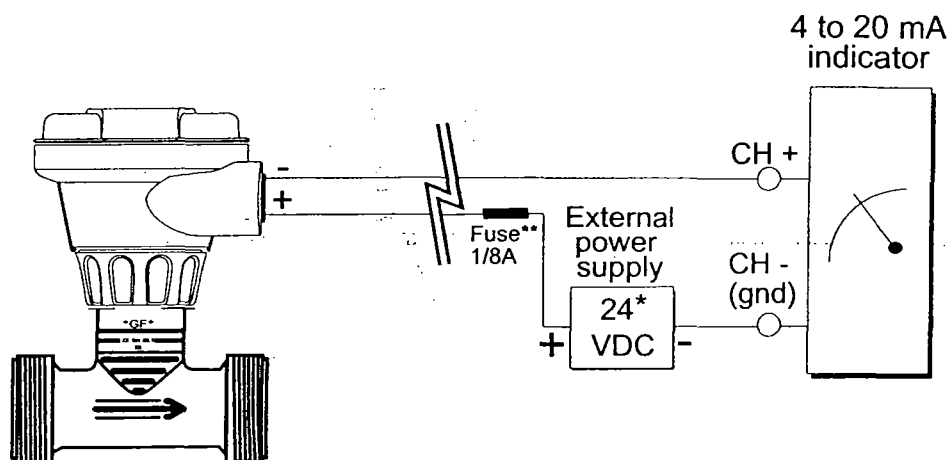 4 to 20 mA
indicator
-
+
CH +
Fuse**
1/8A
External
power
supply
CH -
(gnd)
24*
VDC
+
-
*GF*